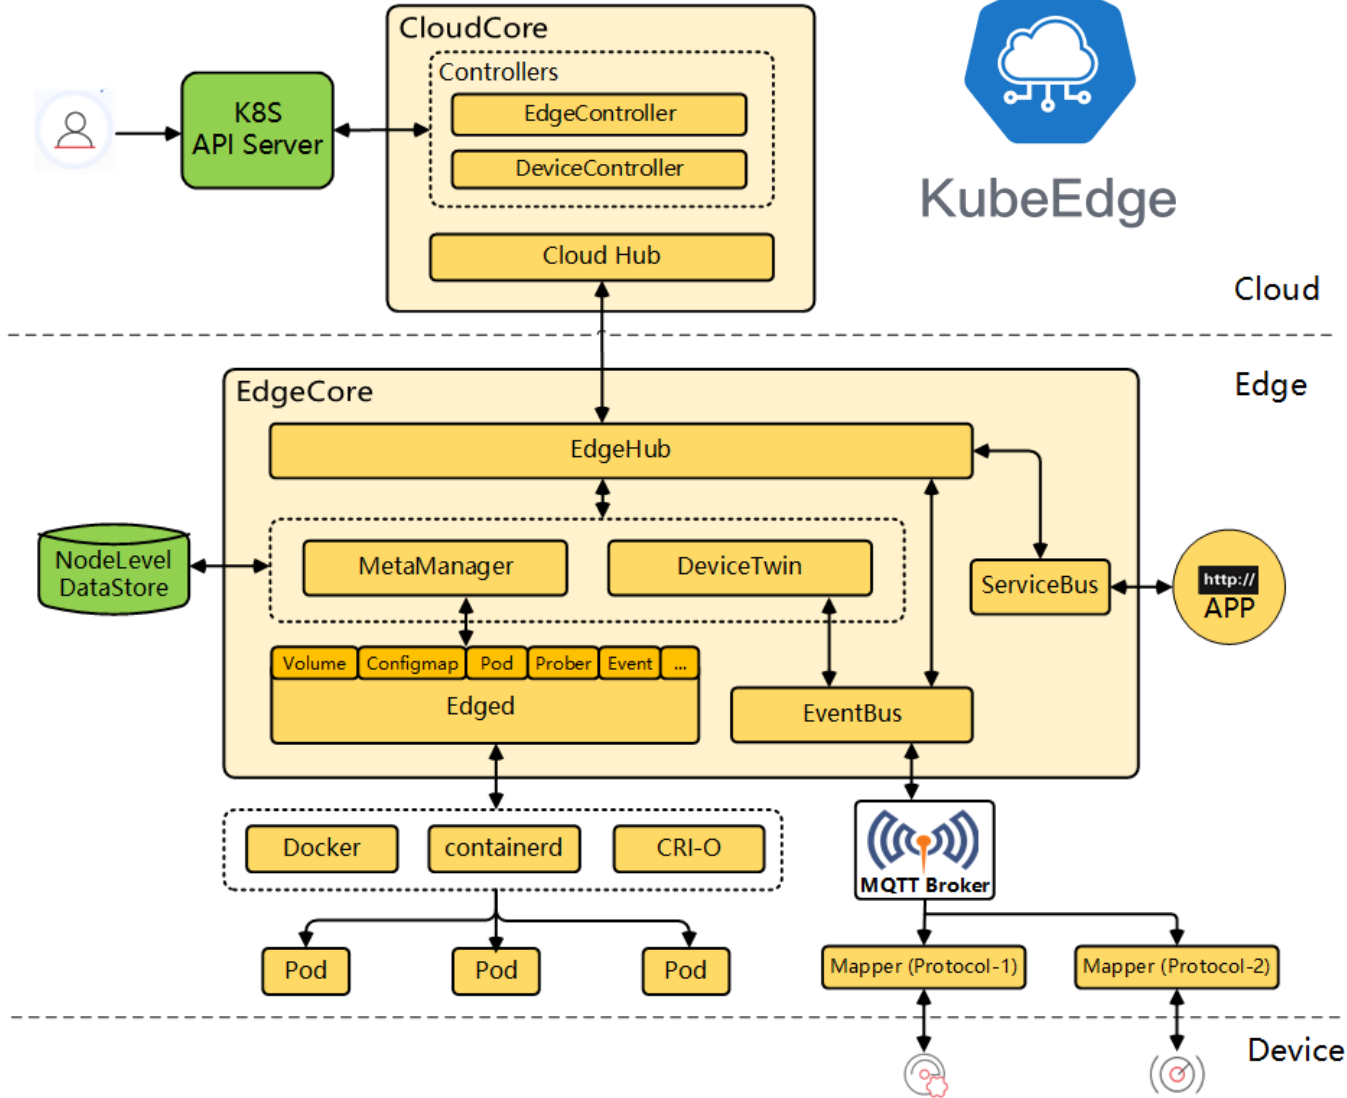 CloudCore
Controllers
EdgeController
DeviceController
K8S
API Server
Cloud Hub
KubeEdge
Cloud
Edge
EdgeCore
EdgeHub
NodeLevel
DataStore
MetaManager
DeviceTwin
ServiceBus
http://
APP
Volume
Configmap
Pod
Prober
Event
...
Edged
EventBus
Docker
containerd
CRI-O
MQTT Broker
Pod
Pod
Pod
Mapper (Protocol-1)
Mapper (Protocol-2)
Device